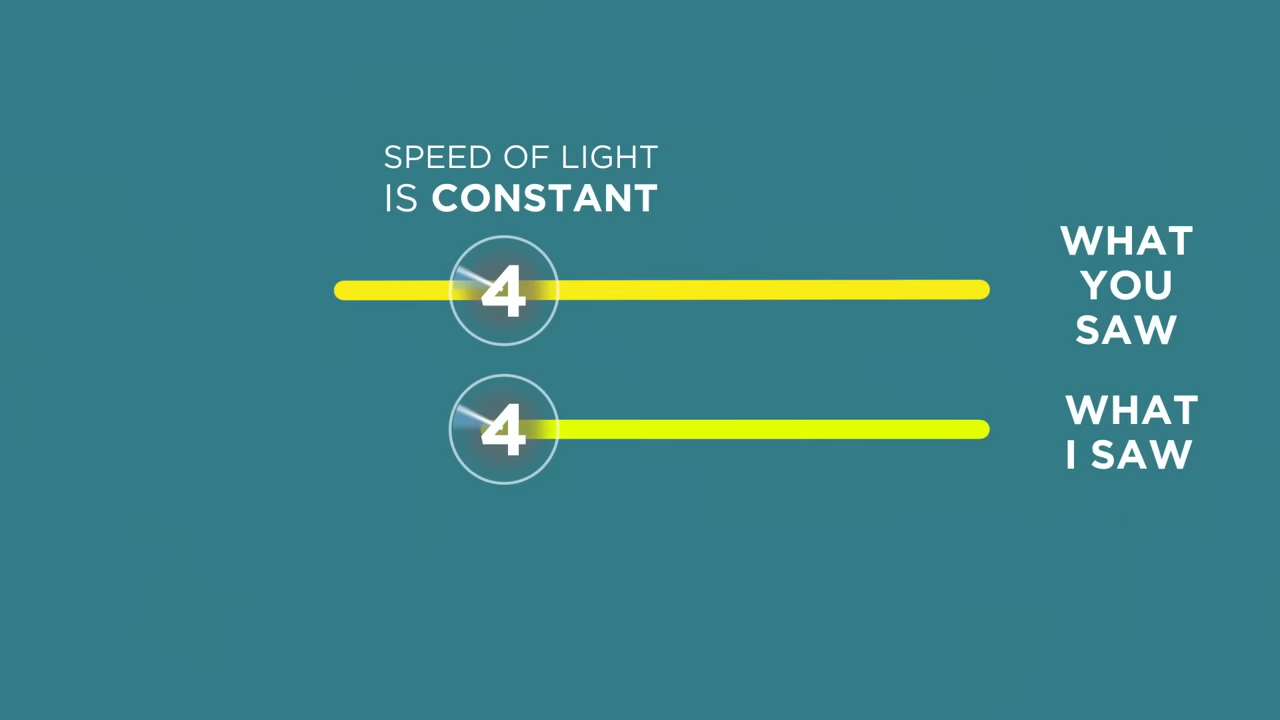 SPEED OF LIGHT
IS CONSTANT
4
WHAT
YOU
SAW
4
WHAT
I SAW